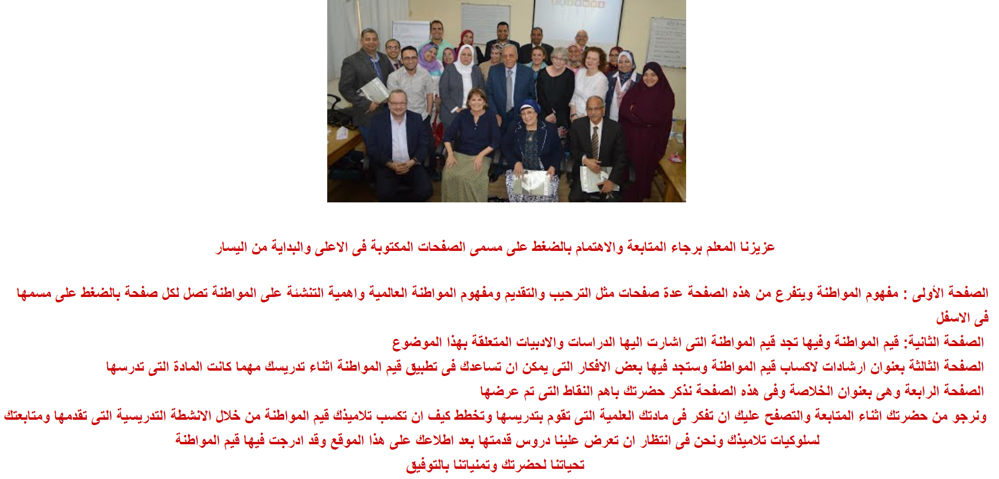 عزيزنا المعلم برجاء المتابعة والاهتمام بالضغط على مسمى الصفحات المكتوبة فى الاعلى والبداية من اليسار
الصفحة الأولى : مفهوم المواطنة ويتفرع من هذه الصفحة عدة صفحات مثل الترحيب والتقديم ومفهوم المواطنة العالمية واهمية التنشئة على المواطنة تصل لكل صفحة بالضغط على مسمها
فى الاسفل
الصفحة الثانية: قيم المواطنة وفيها تجد قيم المواطنة التى اشارت اليها الدراسات والادبيات المتعلقة بهذا الموضوع
الصفحة الثالثة بعنوان ارشادات لاكساب قيم المواطنة وستجد فيها بعض الافكار التى يمكن ان تساعدك فى تطبيق قيم المواطنة اثناء تدريسك مهما كانت المادة التى تدرسها
الصفحة الرابعة وهى بعنوان الخلاصة وفى هذه الصفحة نذكر حضرتك باهم النقاط التى تم عرضها
ونرجو من حضرتك اثناء المتابعة والتصفح عليك ان تفكر فى مادتك العلمية التى تقوم بتدريسها وتخطط كيف ان تكسب تلاميذك قيم المواطنة من خلال الانشطة التدريسية التى تقدمها ومتابعتك
لسلوكيات تلاميذك ونحن فى انتظار ان تعرض علينا دروس قدمتها بعد اطلاعك على هذا الموقع وقد ادرجت فيها قيم المواطنة
تحياتنا لحضرتك وتمنياتنا بالتوفيق